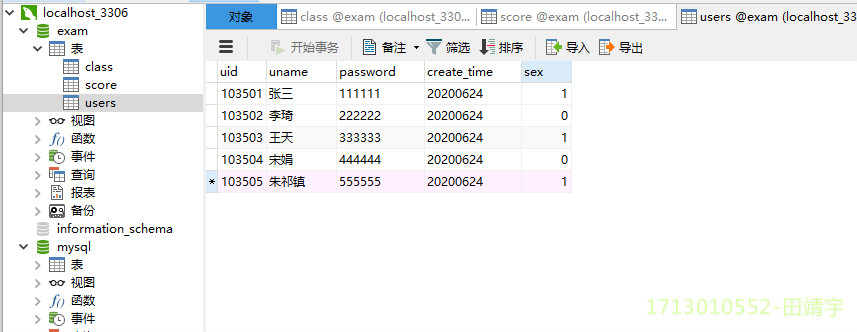 localhost_3306
exam
表
class
score
users
视图
函数
事件
查询
报表
备份
information_schema
mysql
表
视图
函数
事件
对象 class @exam (localhost_330... score @exam (localhost_33... users @exam (localhost_33
开始事务 备注 筛选 排序 导入 导出
uid uname password create_time sex
103501 张三 111111 20200624 1
103502 李琦 222222 20200624 0
103503 王天 333333 20200624 1
103504 宋娟 444444 20200624 0
* 103505 朱祁镇 555555 20200624 1
1713010552-田靖宇